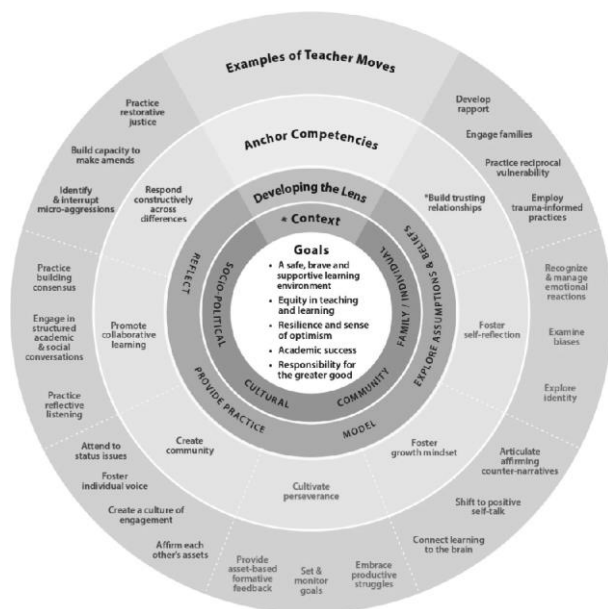 Examples of Teacher Moves
Anchor Competencies
Developing the Lens
* Context
Goals
• A safe, brave and
supportive learning
environment
• Equity in teaching
and learning
• Resilience and sense
of optimism
• Academic success
• Responsibility for
the greater good
SOCIO-POLITICAL
CULTURAL
COMMUNITY
FAMILY / INDIVIDUAL
REFLECT
PROVIDE PRACTICE
MODEL
EXPLORE ASSUMPTIONS & BELIEFS
*Build trusting
relationships
Foster
self-reflection
Foster
growth mindset
Cultivate
perseverance
Create
community
Promote
collaborative
learning
Respond
constructively
across
differences
Develop
rapport
Engage families
Practice reciprocal
vulnerability
Employ
trauma-informed
practices
Recognize
& manage
emotional
reactions
Examine
biases
Explore
identity
Articulate
affirming
counter-narratives
Shift to positive
self-talk
Connect learning
to the brain
Embrace
productive
struggles
Set &
monitor
goals
Provide
asset-based
formative
feedback
Affirm each
other's assets
Create a culture of
engagement
Foster
individual voice
Attend to
status issues
Practice
reflective
listening
Engage in
structured
academic
& social
conversations
Practice
building
consensus
Identify
& interrupt
micro-aggressions
Build capacity to
make amends
Practice
restorative
justice